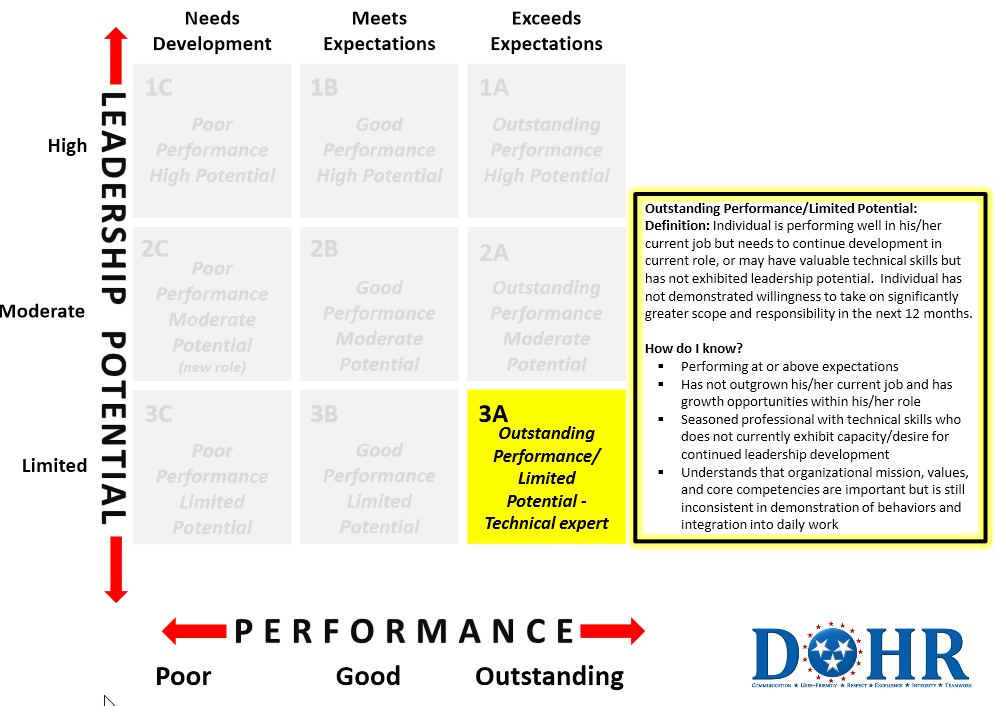 Needs
Development
Meets
Expectations
Exceeds
Expectations
LEADERSHIP POTENTIAL
High
1C
Poor
Performance
High Potential
1B
Good
Performance
High Potential
1A
Outstanding
Performance
High Potential
Moderate
2C
Poor
Performance
Moderate
Potential
(new role)
2B
Good
Performance
Moderate
Potential
2A
Outstanding
Performance
Moderate
Potential
Limited
3C
Poor
Performance
Limited
Potential
3B
Good
Performance
Limited
Potential
3A
Outstanding
Performance/
Limited
Potential -
Technical expert
Outstanding Performance/Limited Potential:
Definition: Individual is performing well in his/her
current job but needs to continue development in
current role, or may have valuable technical skills but
has not exhibited leadership potential.  Individual has
not demonstrated willingness to take on significantly
greater scope and responsibility in the next 12 months.
How do I know?
▪ Performing at or above expectations
▪ Has not outgrown his/her current job and has
growth opportunities within his/her role
▪ Seasoned professional with technical skills who
does not currently exhibit capacity/desire for
continued leadership development
▪ Understands that organizational mission, values,
and core competencies are important but is still
inconsistent in demonstration of behaviors and
integration into daily work
PERFORMANCE
Poor
Good
Outstanding
DOHR
Communication ★ User-Friendly ★ Respect ★ Excellence ★ Integrity ★ Teamwork